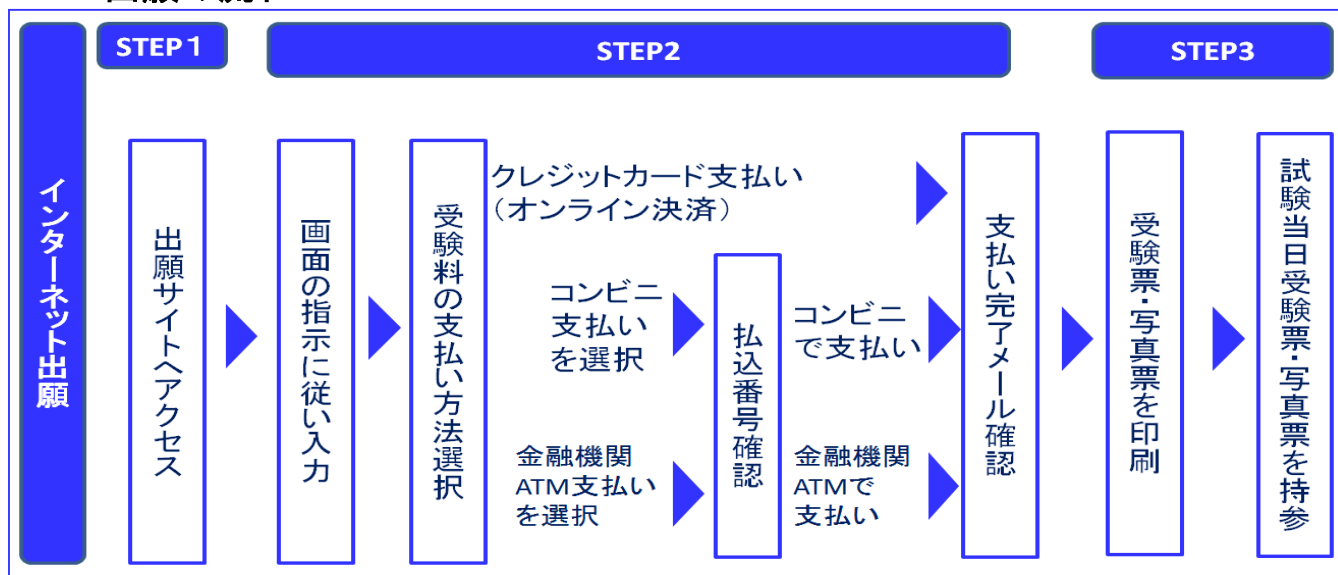 インターネット出願
STEP1
STEP2
STEP3
出願サイトへアクセス
画面の指示に従い入力
受験料の支払い方法選択
クレジットカード支払い
（オンライン決済）
コンビニ
支払い
を選択
金融機関
ATM支払い
を選択
払込番号確認
コンビニ
で支払い
金融機関
ATMで
支払い
支払い完了メール確認
受験票・写真票を印刷
試験当日受験票・写真票を持参